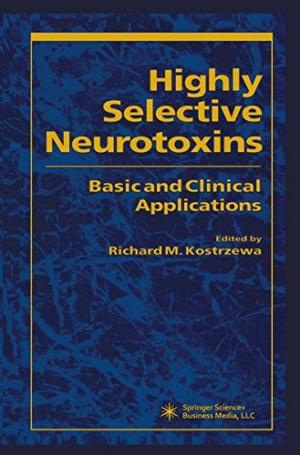 Highly
Selective
Neurotoxins
Basic and Clinical
Applications
Edited by
Richard M. Kostrzewa
Springer Science+
Business Media, LLC